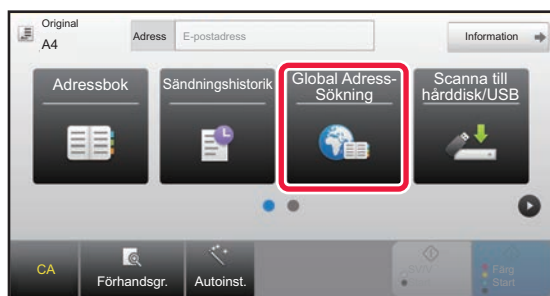 Original
A4
Adress
E-postadress
Information
Adressbok
Sändningshistorik
Global Adress-
Sökning
Scanna till
hårddisk/USB
CA
Förhandsgr.
Autoinst.
Färg
Start